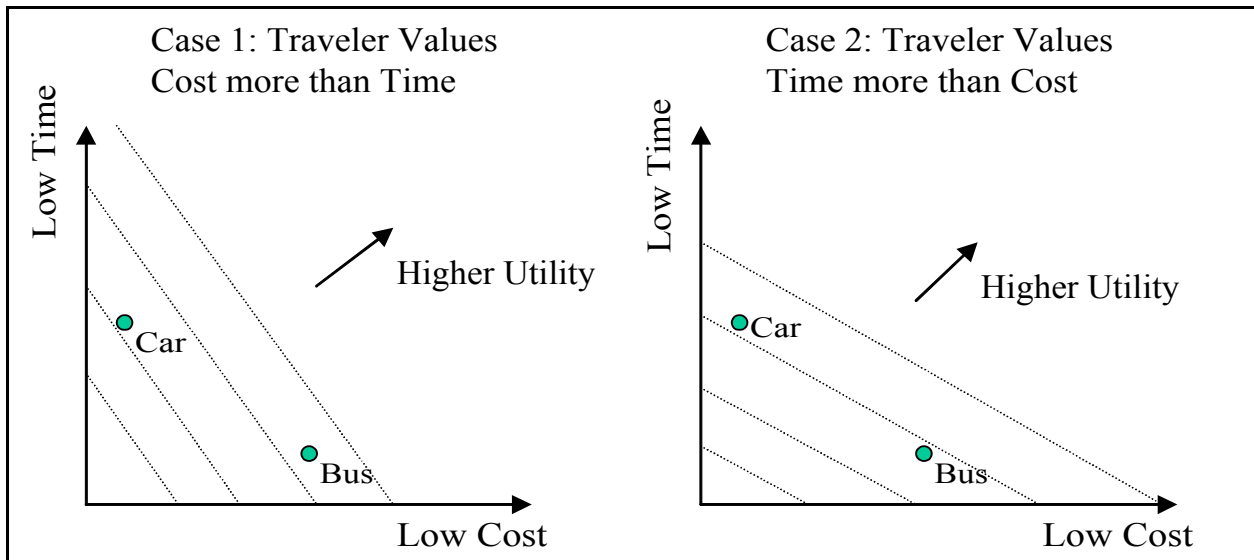 Case 1: Traveler Values
Cost more than Time
Low Time
Higher Utility
Car
Bus
Low Cost
Case 2: Traveler Values
Time more than Cost
Low Time
Higher Utility
Car
Bus
Low Cost